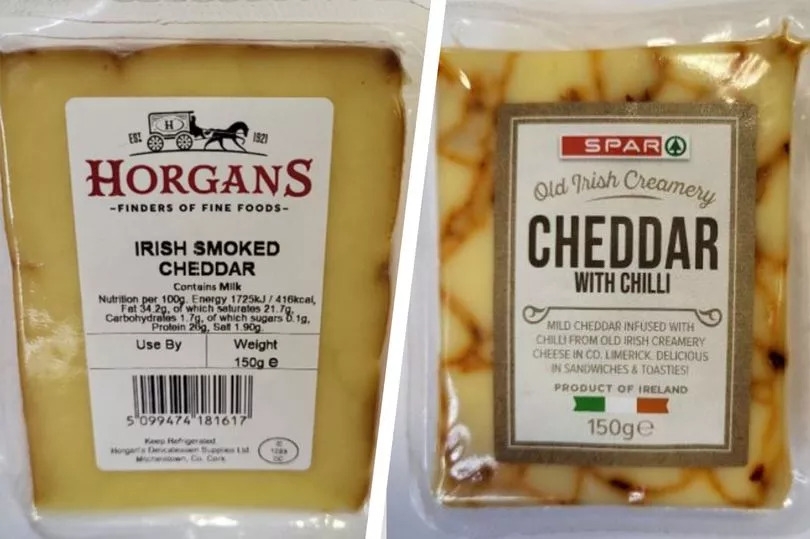 EST. 1921
H
HORGANS
-FINDERS OF FINE FOODS-
IRISH SMOKED
CHEDDAR
Contains Milk
Nutrition per 100g. Energy 1725kJ / 416kcal,
Fat 34.2g, of which saturates 21.7g,
Carbohydrates 1.7g, of which sugars 0.1g,
Protein 26g, Salt 1.90g.
Use By
Weight
150g e
5 099474 181617
Keep Refrigerated
Horgan's Delicatessen Supplies Ltd
Mitchelstown, Co. Cork
SPAR
Old Irish Creamery
CHEDDAR
WITH CHILLI
MILD CHEDDAR INFUSED WITH
CHILLI FROM OLD IRISH CREAMERY
CHEESE IN CO. LIMERICK. DELICIOUS
IN SANDWICHES & TOASTIES!
PRODUCT OF IRELAND
150g e